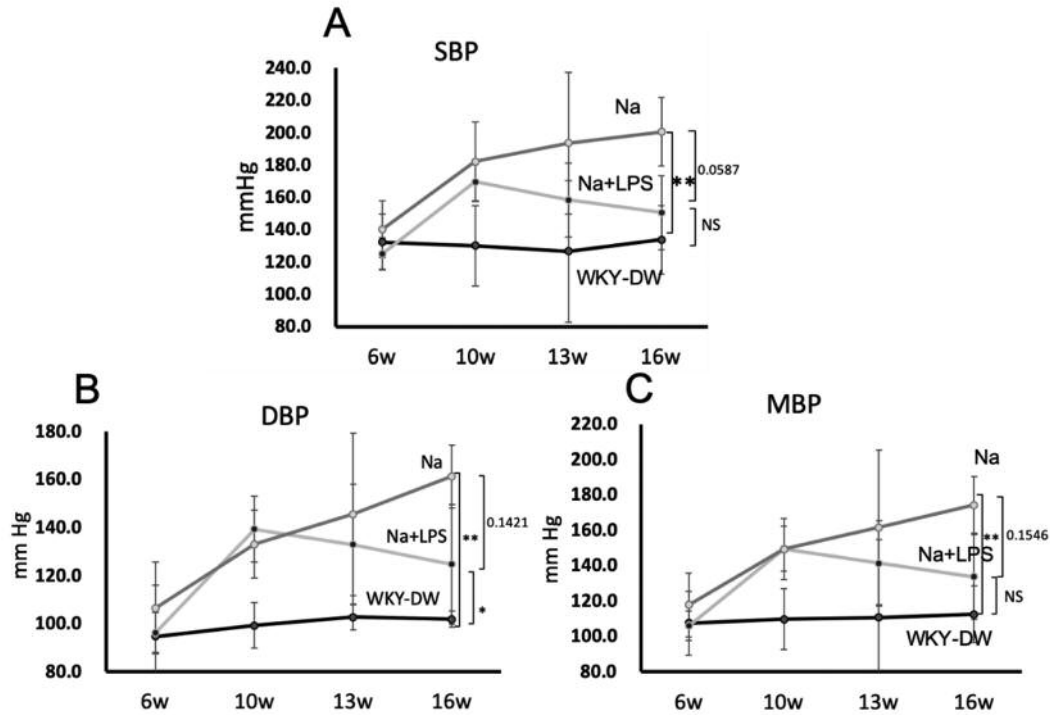 A
SBP
mmHg
240.0
220.0
200.0
180.0
160.0
140.0
120.0
100.0
80.0
Na
Na+LPS
WKY-DW
**
0.0587
NS
6w 10w 13w 16w
B
DBP
mm Hg
180.0
160.0
140.0
120.0
100.0
80.0
Na
Na+LPS
WKY-DW
**
0.1421
*
6w 10w 13w 16w
C
MBP
mm Hg
220.0
200.0
180.0
160.0
140.0
120.0
100.0
80.0
Na
Na+LPS
WKY-DW
**
0.1546
NS
6w 10w 13w 16w